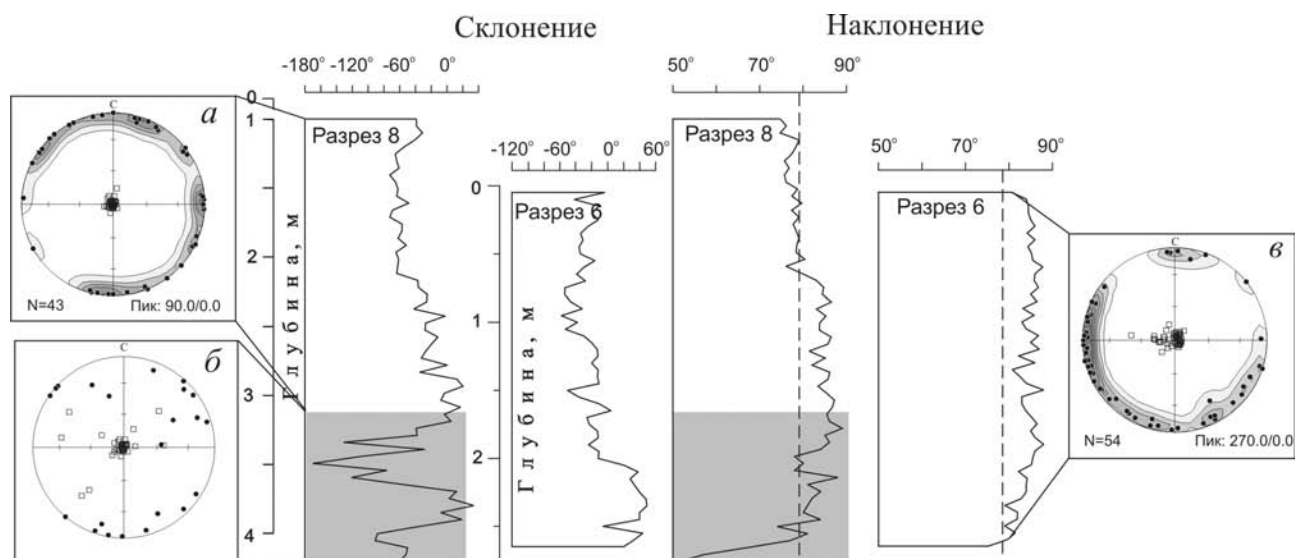 Склонение
Наклонение
-180° -120° -60° 0°
50° 70° 90°
а
С
N=43 Пик: 90.0/0.0
б
С
0
1
2
3
4
Глубина, м
Разрез 8
-120° -60° 0° 60°
0
1
2
Глубина, м
Разрез 6
Разрез 8
50° 70° 90°
Разрез 6
в
С
N=54 Пик: 270.0/0.0